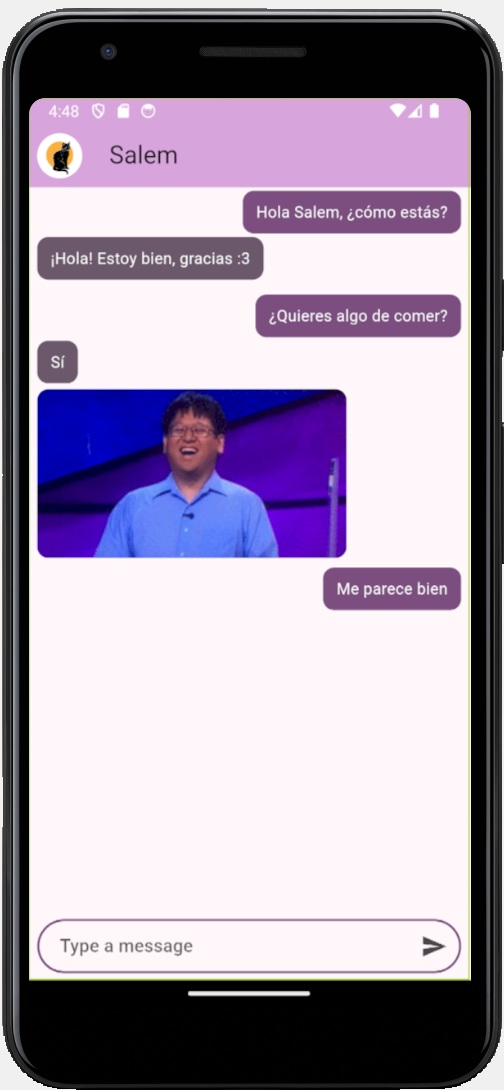 4:48
Salem
Hola Salem, ¿cómo estás?
¡Hola! Estoy bien, gracias :3
¿Quieres algo de comer?
Sí
Me parece bien
Type a message